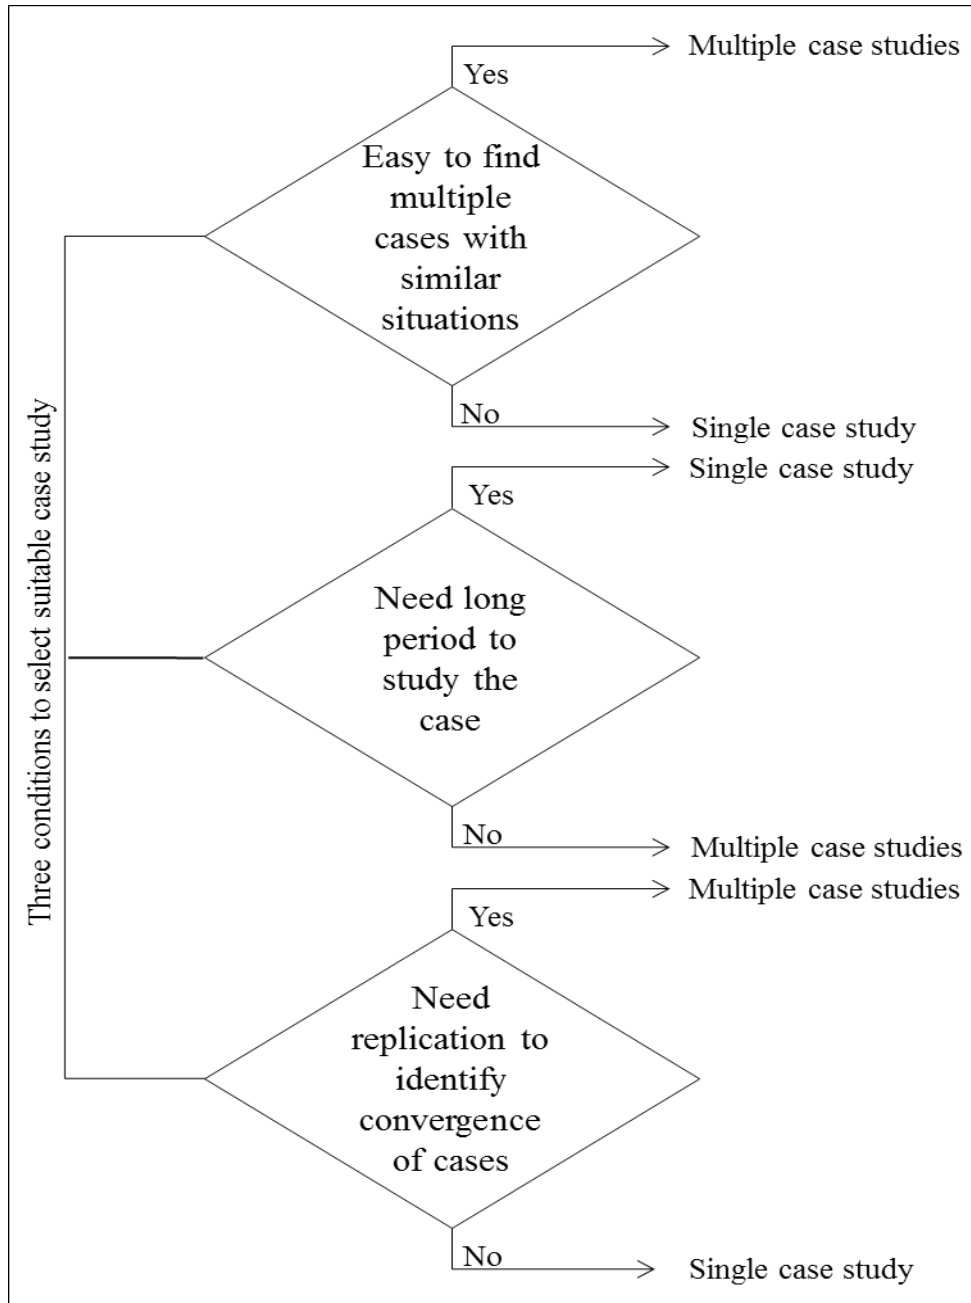 Multiple case studies
Yes
Easy to find
multiple
cases with
similar
situations
No
Single case study
Single case study
Yes
Need long
period to
study the
case
No
Multiple case studies
Multiple case studies
Yes
Need
replication to
identify
convergence
of cases
No
Single case study
Three conditions to select suitable case study